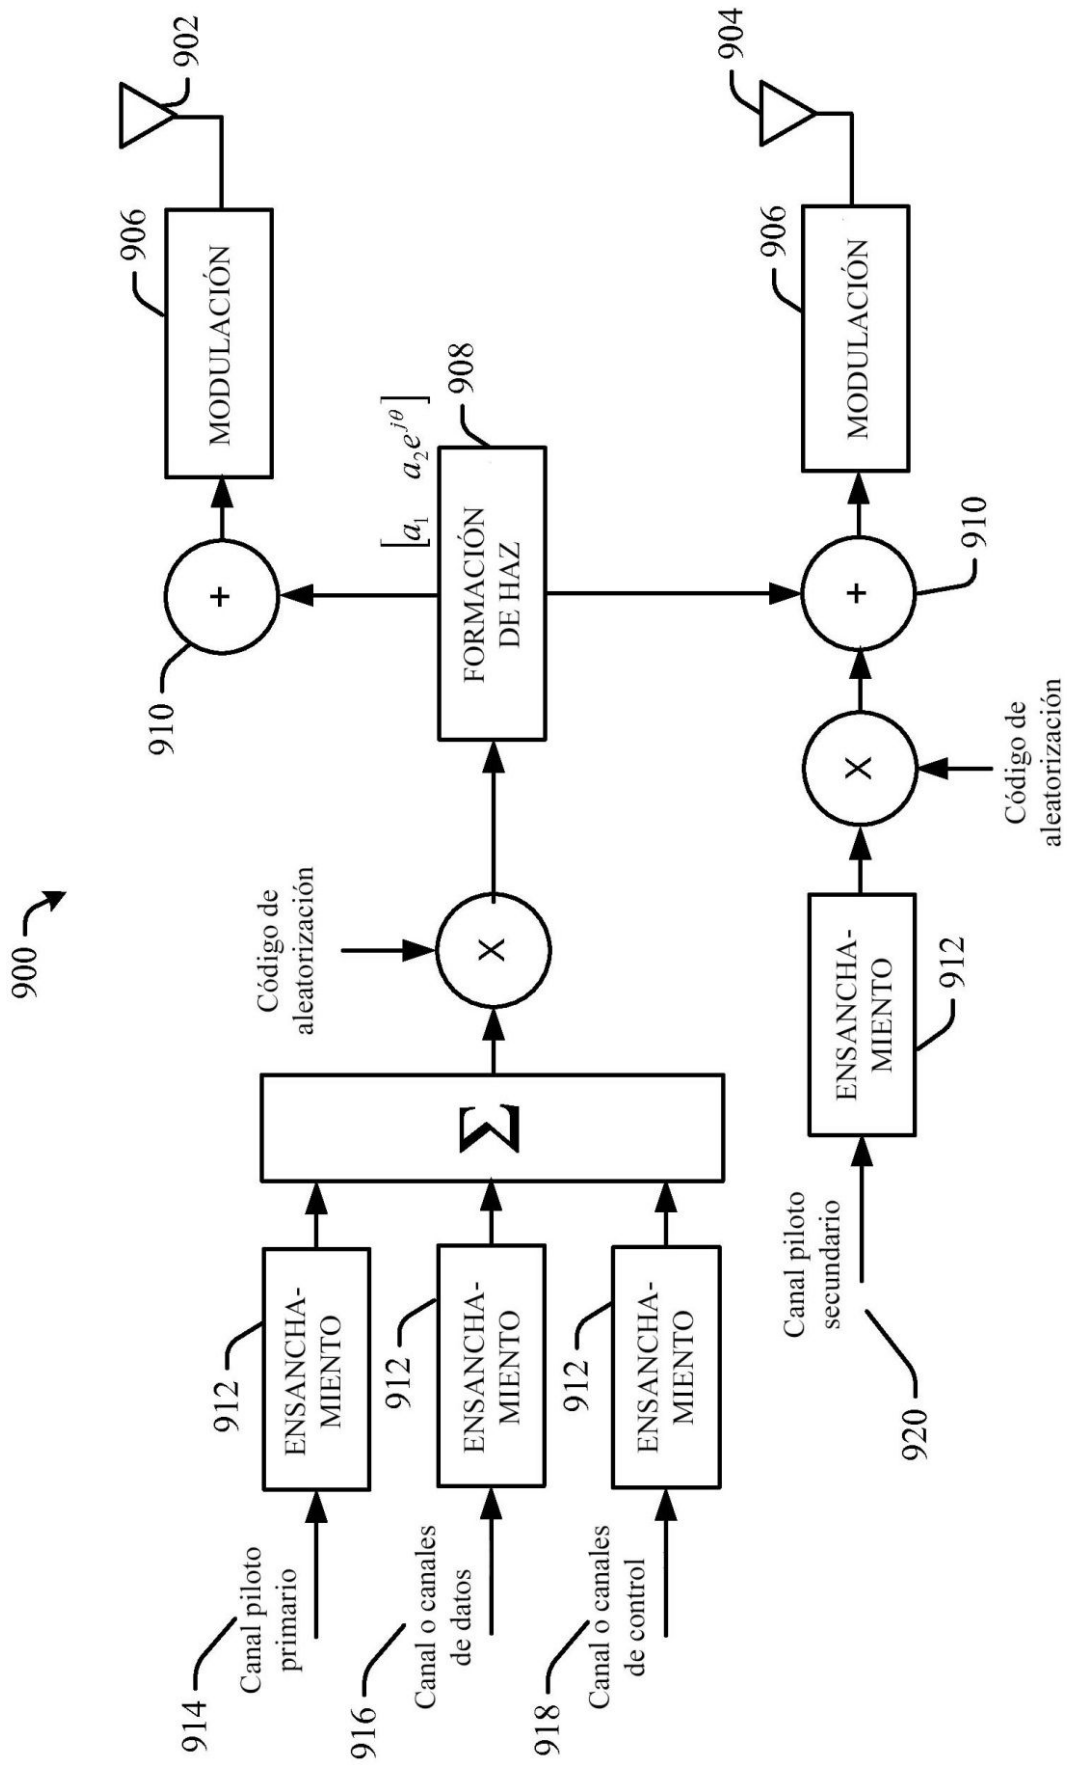 900
914
Canal piloto
primario
912
ENSANCHA-
MIENTO
916
Canal o canales
de datos
912
ENSANCHA-
MIENTO
918
Canal o canales
de control
912
ENSANCHA-
MIENTO
Σ
Código de
aleatorización
X
FORMACIÓN
DE HAZ
[a₁ a₂e^{jθ}]
908
910
+
MODULACIÓN
906
902
920
Canal piloto
secundario
ENSANCHA-
MIENTO
912
X
Código de
aleatorización
+
910
MODULACIÓN
906
904